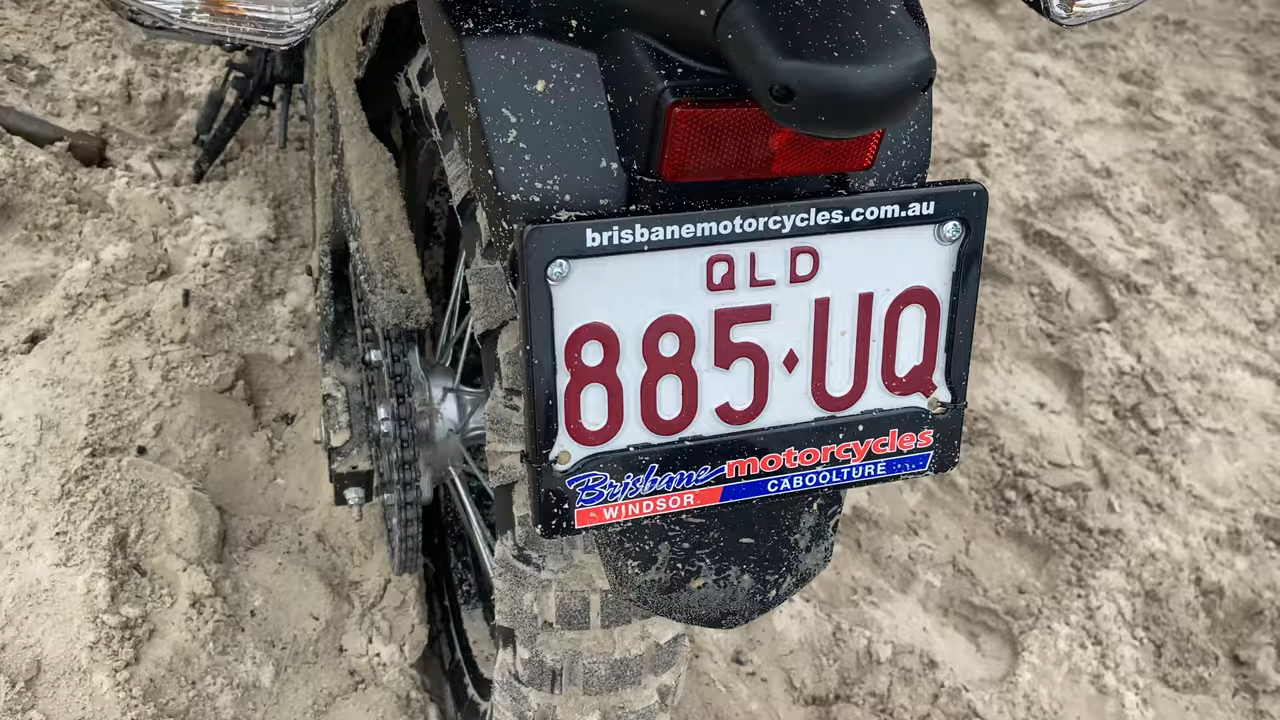 brisbanemotorcycles.com.au
QLD
885·UQ
Brisbane motorcycles
WINDSOR CABOOLTURE